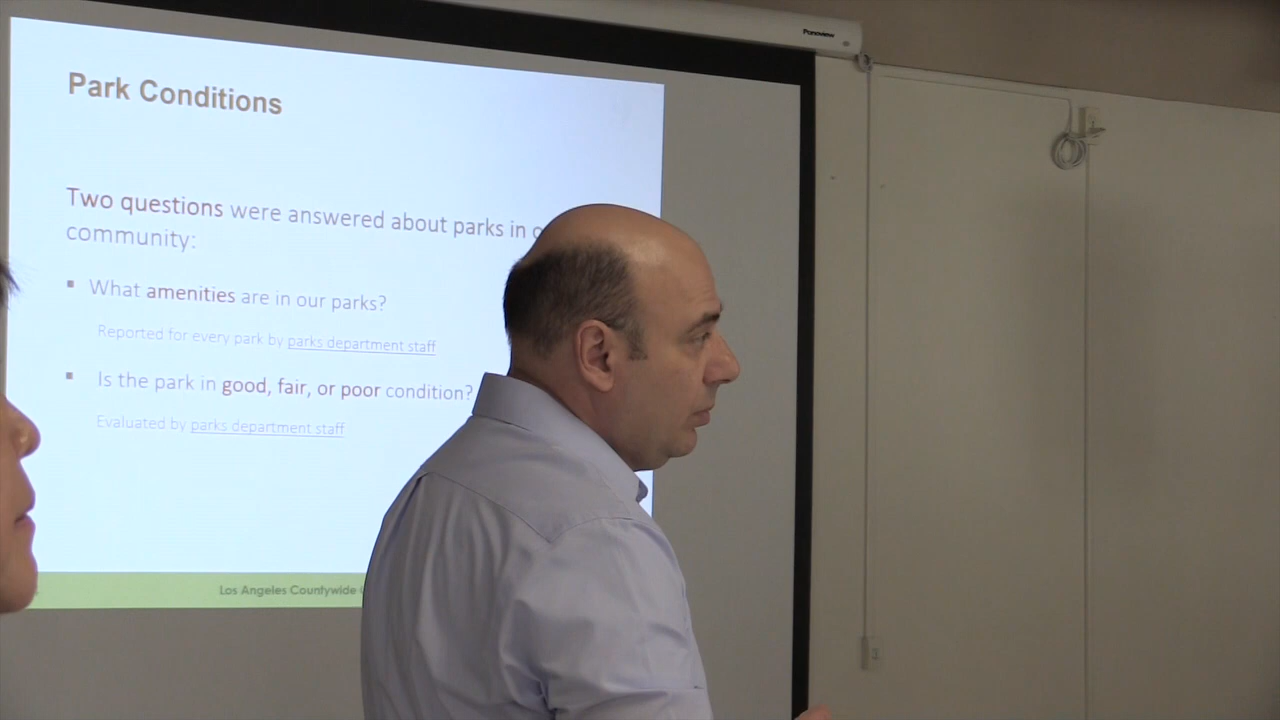 Panoview
Park Conditions
Two questions were answered about parks in
community:
▪ What amenities are in our parks?
Reported for every park by parks department staff
▪ Is the park in good, fair, or poor condition?
Evaluated by parks department staff
Los Angeles Countywide